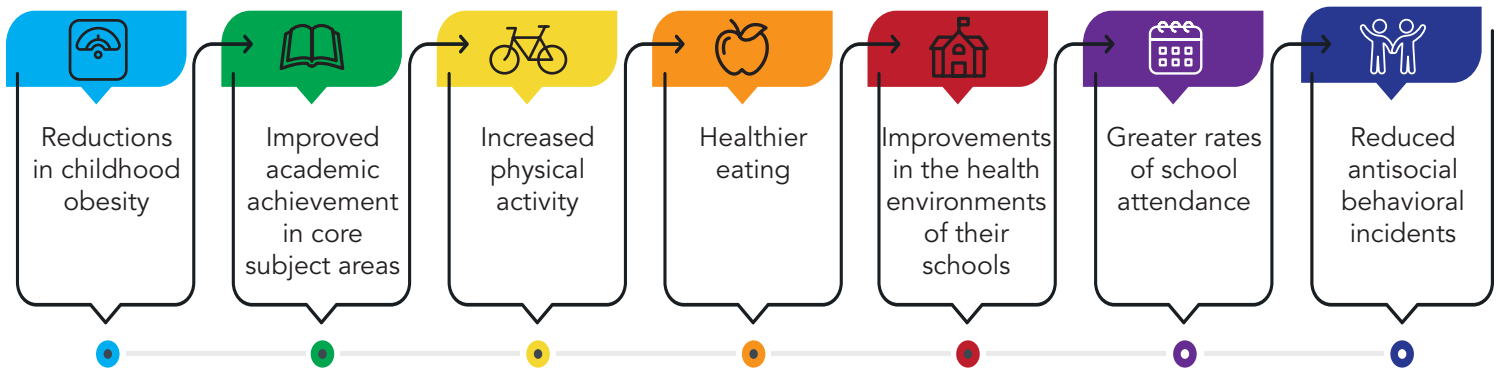 Reductions
in childhood
obesity
Improved
academic
achievement
in core
subject areas
Increased
physical
activity
Healthier
eating
Improvements
in the health
environments
of their
schools
Greater rates
of school
attendance
Reduced
antisocial
behavioral
incidents